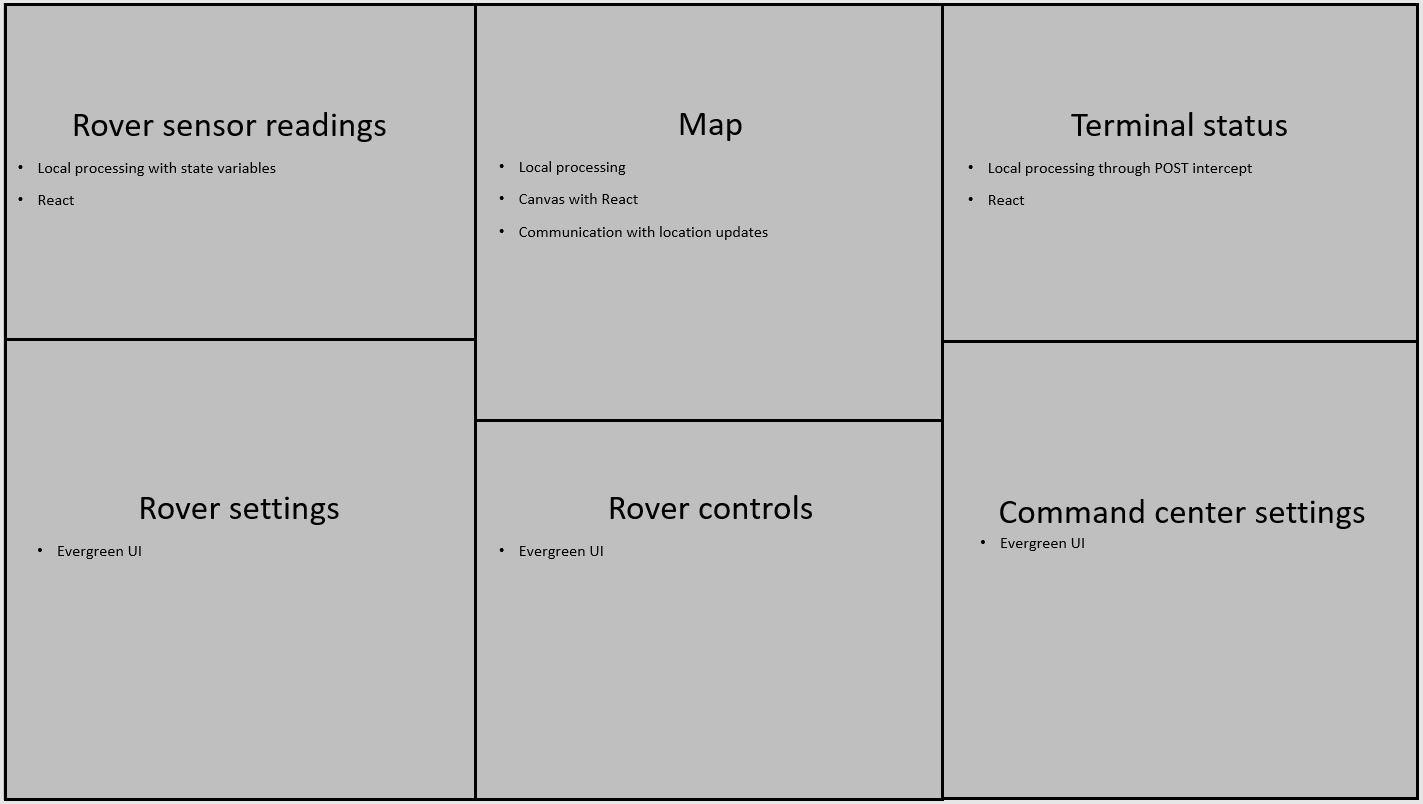 Rover sensor readings
• Local processing with state variables
• React
Map
• Local processing
• Canvas with React
• Communication with location updates
Terminal status
• Local processing through POST intercept
• React
Rover settings
• Evergreen UI
Rover controls
• Evergreen UI
Command center settings
• Evergreen UI